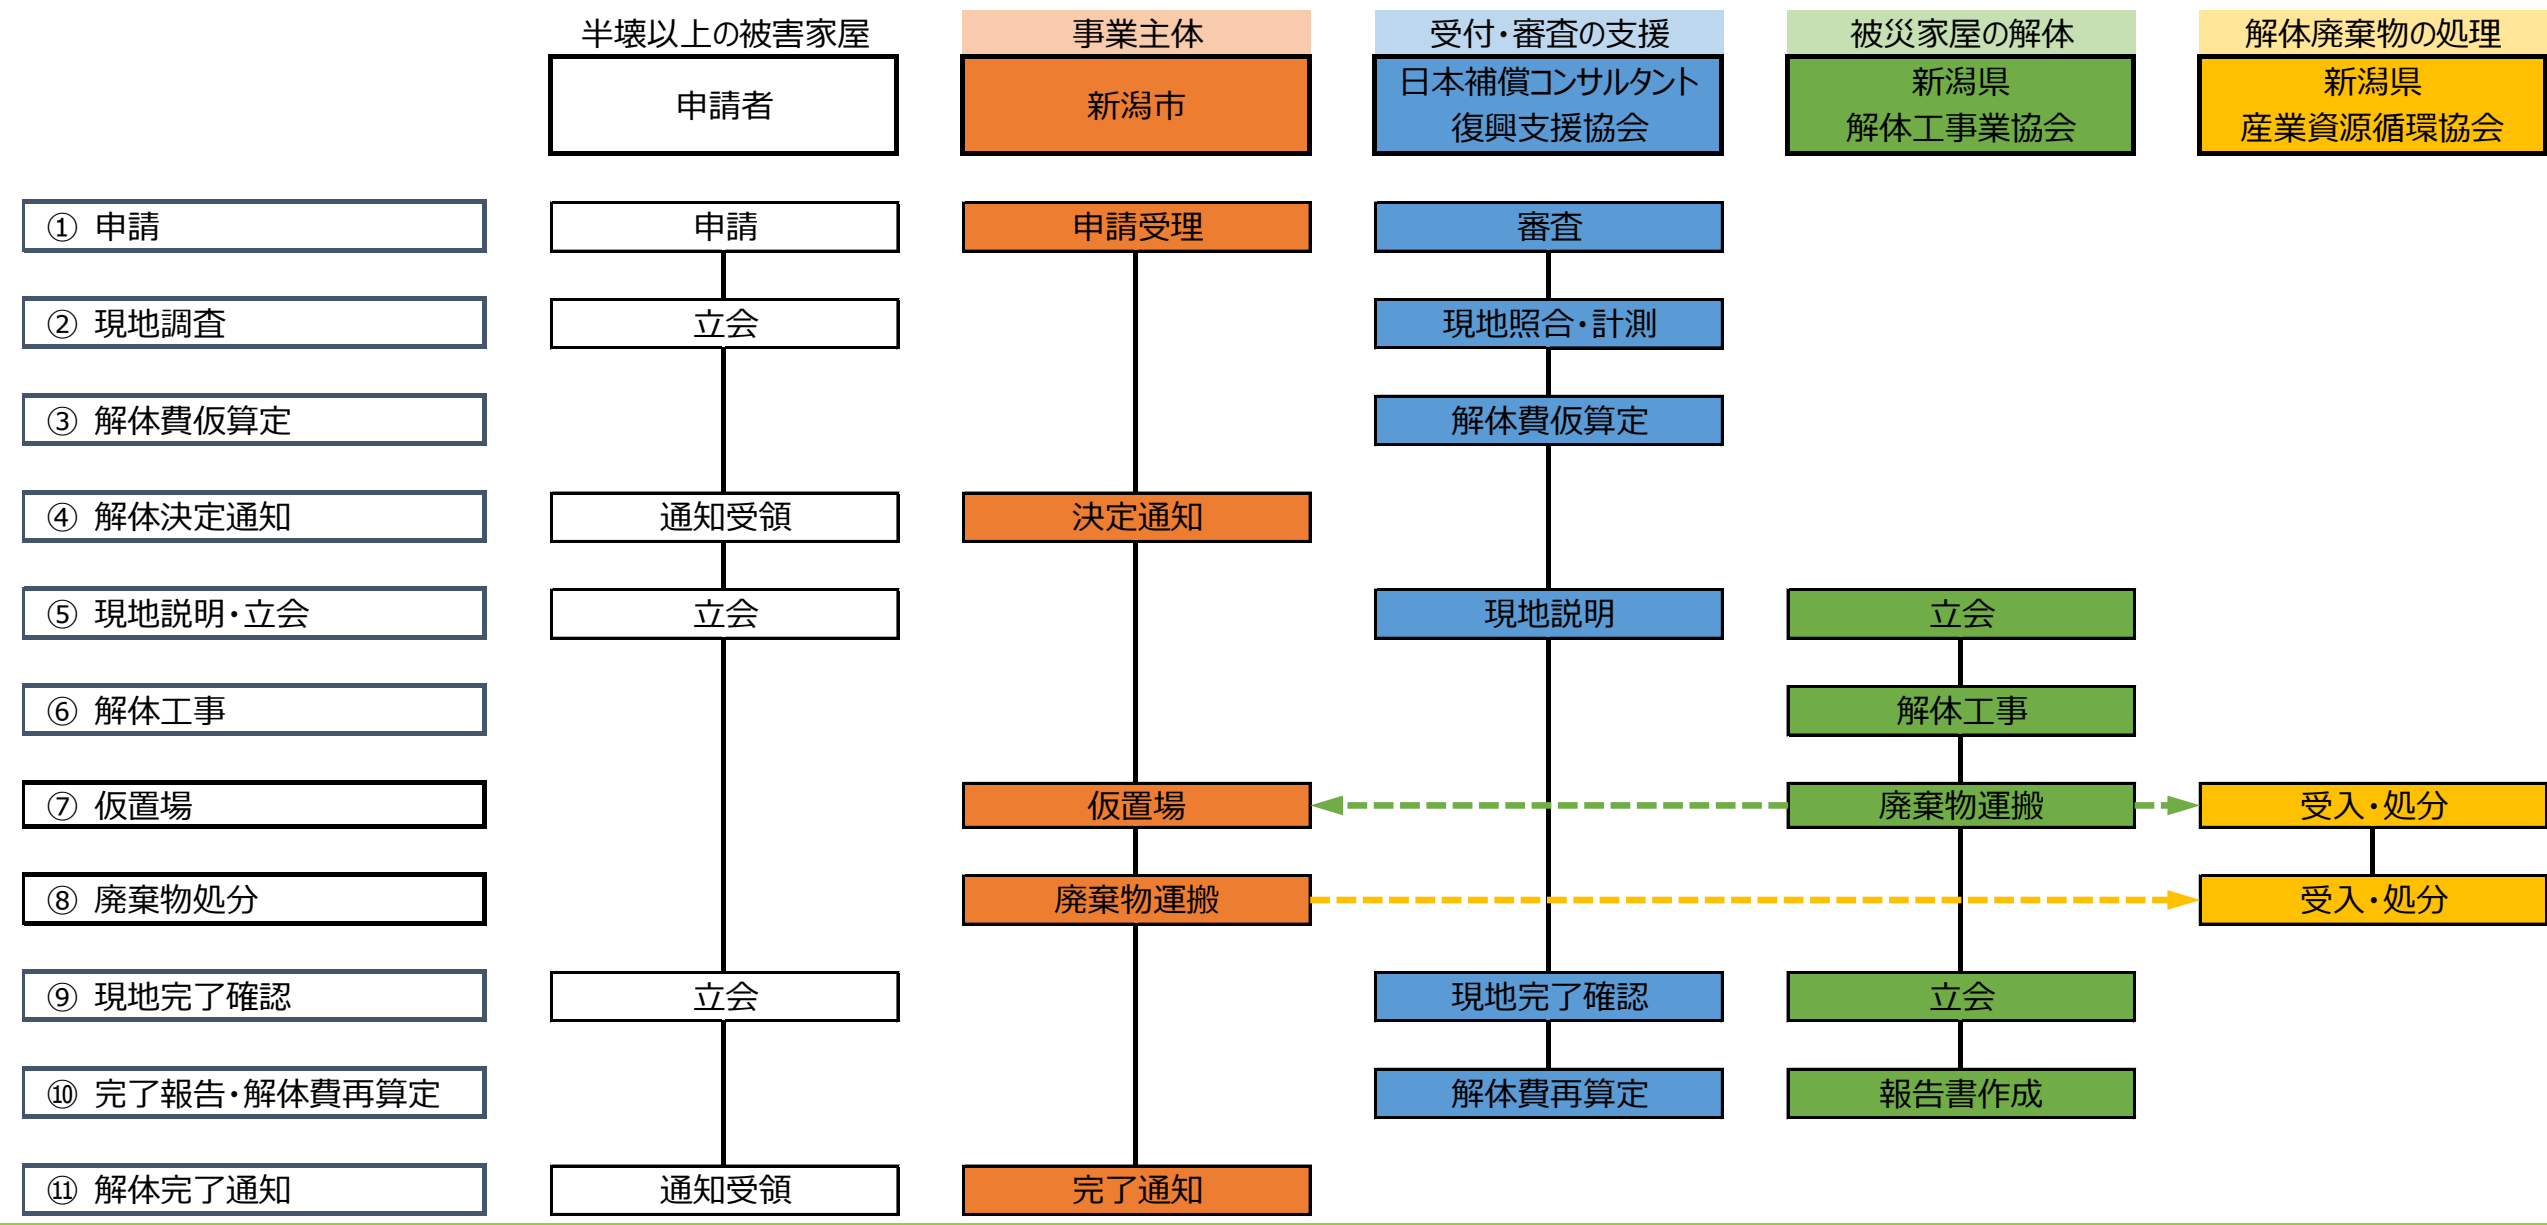 半壊以上の被害家屋
事業主体
受付・審査の支援
被災家屋の解体
解体廃棄物の処理
申請者
新潟市
日本補償コンサルタント
復興支援協会
新潟県
解体工事業協会
新潟県
産業資源循環協会
① 申請
申請
申請受理
審査
② 現地調査
立会
現地照合・計測
③ 解体費仮算定
解体費仮算定
④ 解体決定通知
通知受領
決定通知
⑤ 現地説明・立会
立会
現地説明
立会
⑥ 解体工事
解体工事
⑦ 仮置場
仮置場
廃棄物運搬
受入・処分
⑧ 廃棄物処分
廃棄物運搬
受入・処分
⑨ 現地完了確認
立会
現地完了確認
立会
⑩ 完了報告・解体費再算定
解体費再算定
報告書作成
⑪ 解体完了通知
通知受領
完了通知